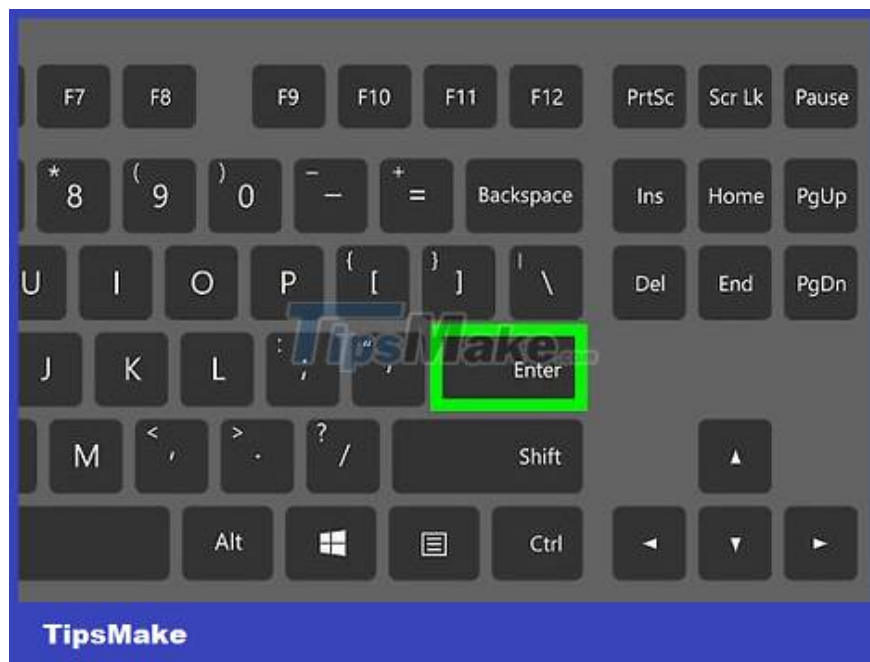 F7 F8 F9 F10 F11 F12 PrtSc Scr Lk Pause
* 8 ( 9 ) 0 – — + = Backspace Ins Home PgUp
U I O P { [ } ] | \ Del End PgDn
J K L : ; “ ' Enter
TipsMake.com
M < , > . ? / Shift
Alt Ctrl
TipsMake